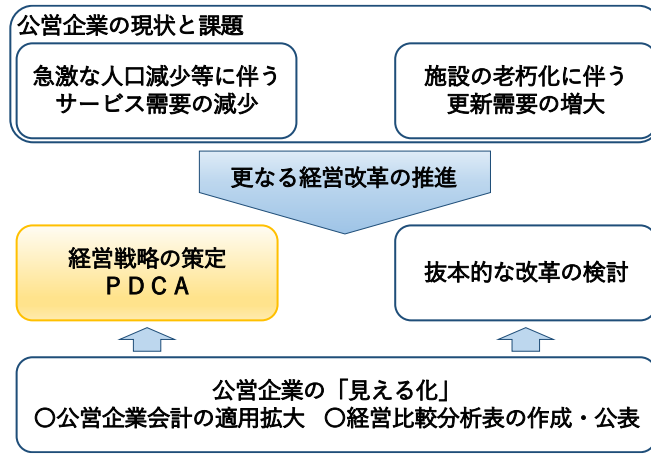 公営企業の現状と課題
急激な人口減少等に伴う
サービス需要の減少
施設の老朽化に伴う
更新需要の増大
更なる経営改革の推進
経営戦略の策定
ＰＤＣＡ
抜本的な改革の検討
公営企業の「見える化」
〇公営企業会計の適用拡大　〇経営比較分析表の作成・公表